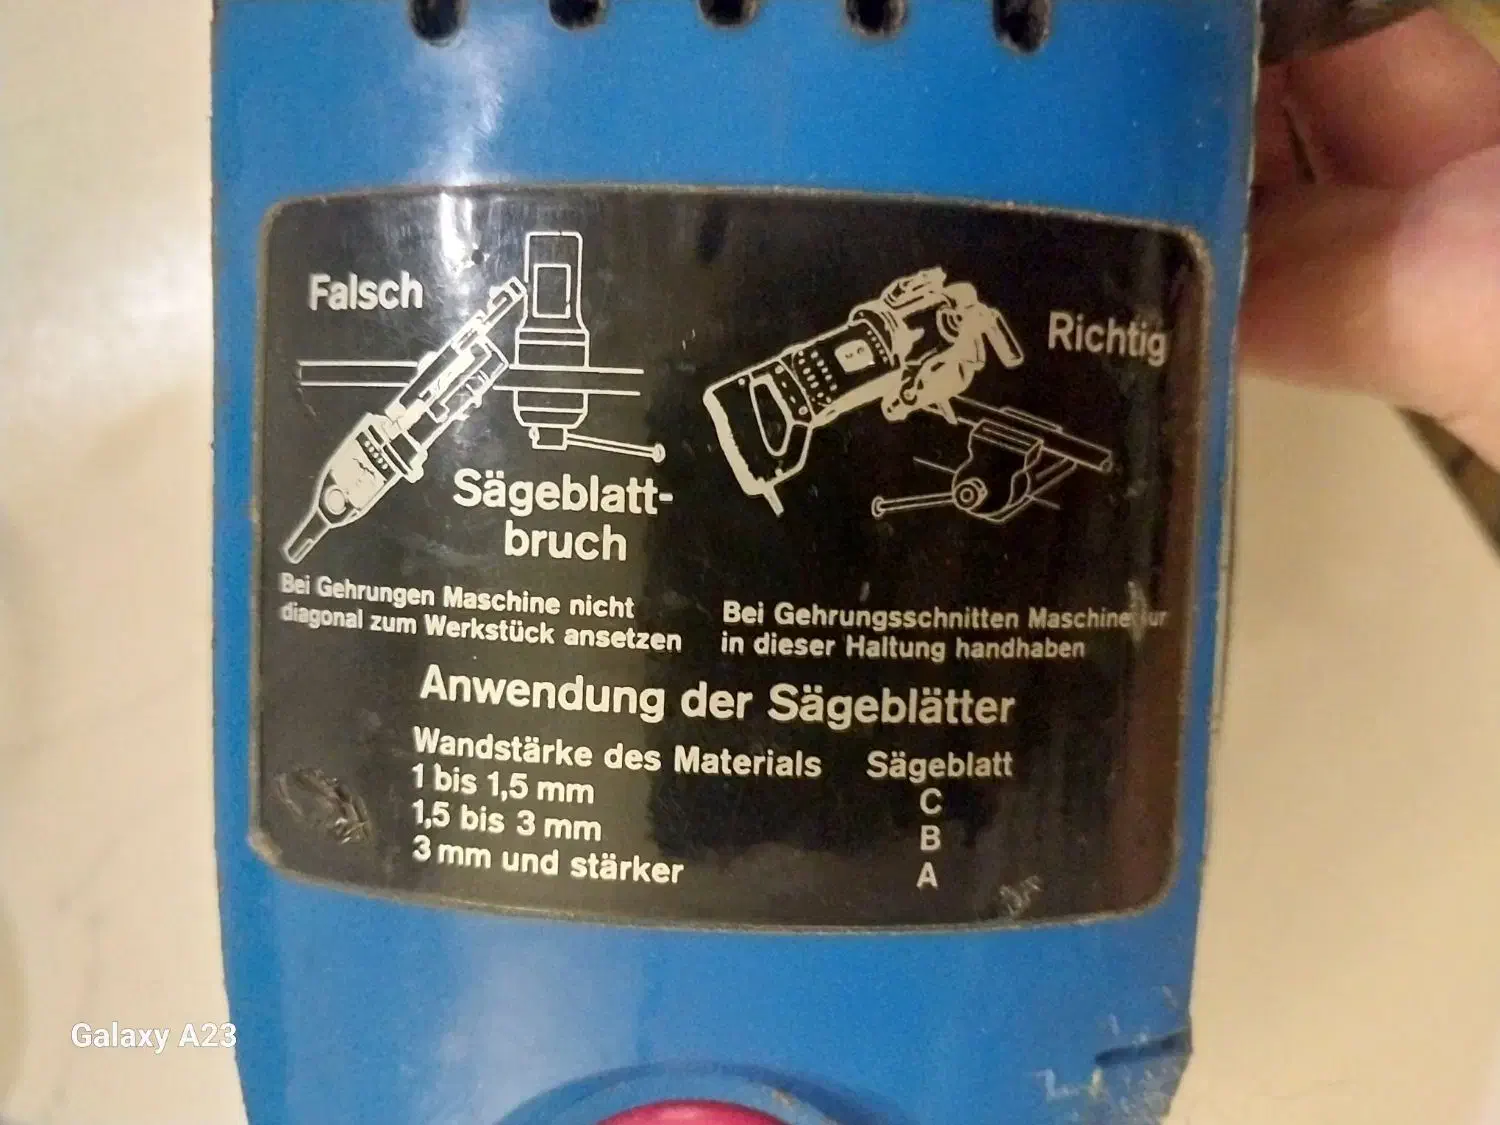 Falsch
Richtig
Sägeblatt-
bruch
Bei Gehrungen Maschine nicht
diagonal zum Werkstück ansetzen
Bei Gehrungsschnitten Maschine
in dieser Haltung handhaben
Anwendung der Sägeblätter
Wandstärke des Materials Sägeblatt
1 bis 1,5 mm C
1,5 bis 3 mm B
3 mm und stärker A
Galaxy A23